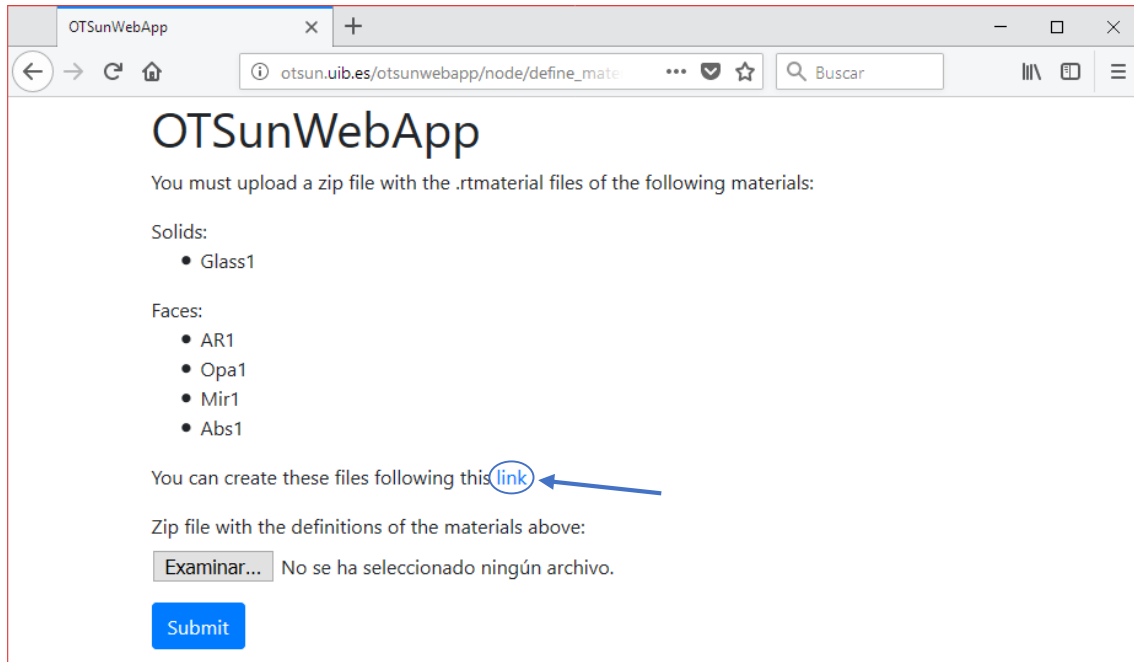 OTSunWebApp
otsun.uib.es/otsunwebapp/node/define_mate
Buscar
OTSunWebApp
You must upload a zip file with the .rtmaterial files of the following materials:
Solids:
• Glass1
Faces:
• AR1
• Opa1
• Mir1
• Abs1
You can create these files following this link
Zip file with the definitions of the materials above:
Examinar... No se ha seleccionado ningún archivo.
Submit